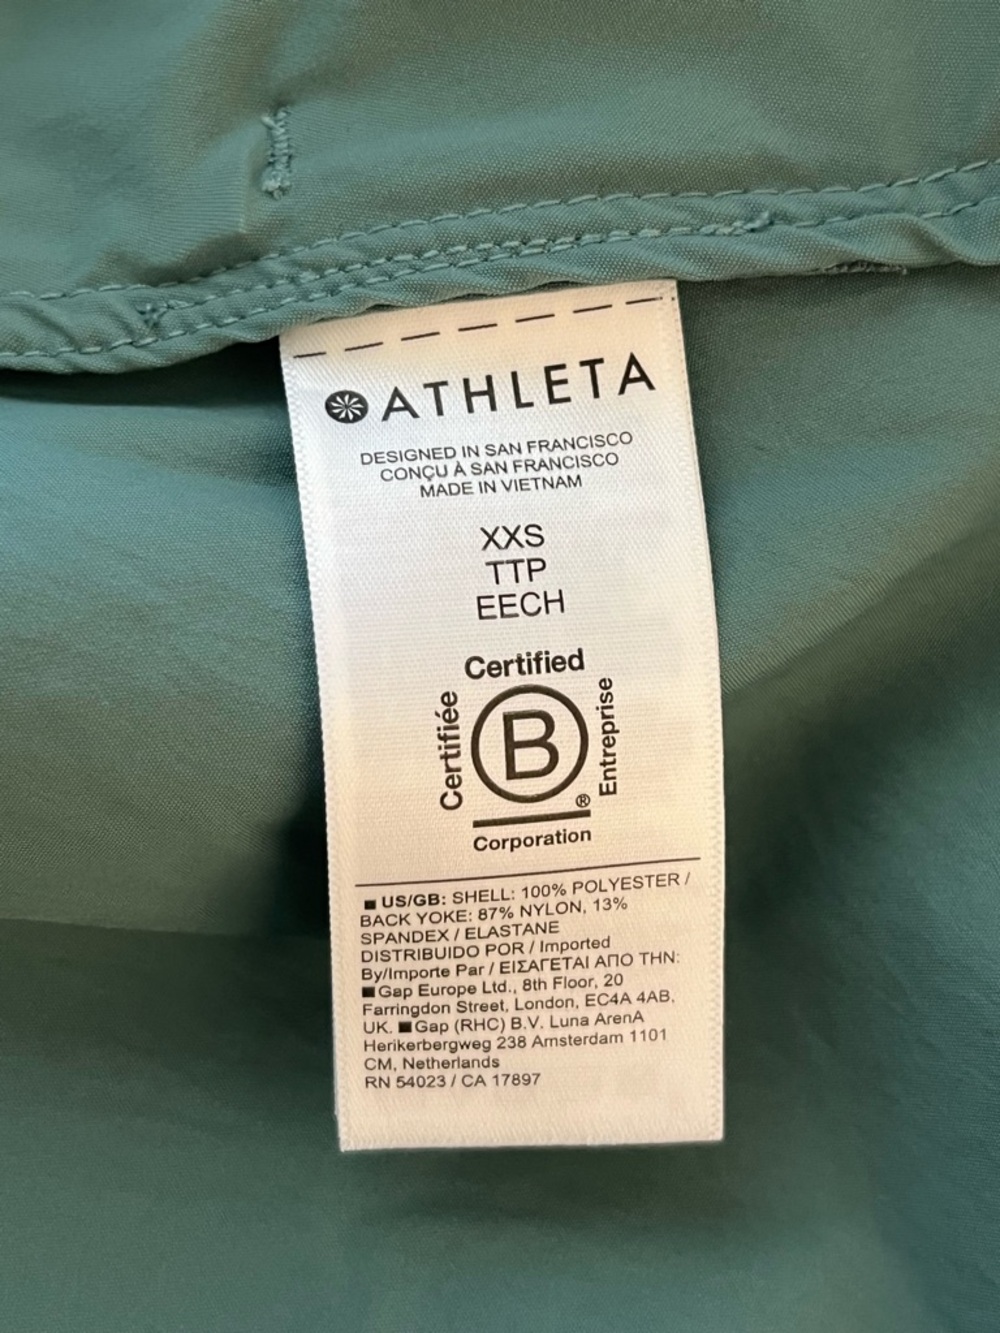 ATHLETA
DESIGNED IN SAN FRANCISCO
CONÇU À SAN FRANCISCO
MADE IN VIETNAM
XXS
TTP
EECH
Certified
Certifiée
B
Entreprise
®
Corporation
■ US/GB: SHELL: 100% POLYESTER /
BACK YOKE: 87% NYLON, 13%
SPANDEX / ELASTANE
DISTRIBUIDO POR / Imported
By/Importe Par / ΕΙΣΑΓΕΤΑΙ ΑΠΟ ΤΗΝ:
■Gap Europe Ltd., 8th Floor, 20
Farringdon Street, London, EC4A 4AB,
UK. ■Gap (RHC) B.V. Luna ArenA
Herikerbergweg 238 Amsterdam 1101
CM, Netherlands
RN 54023 / CA 17897